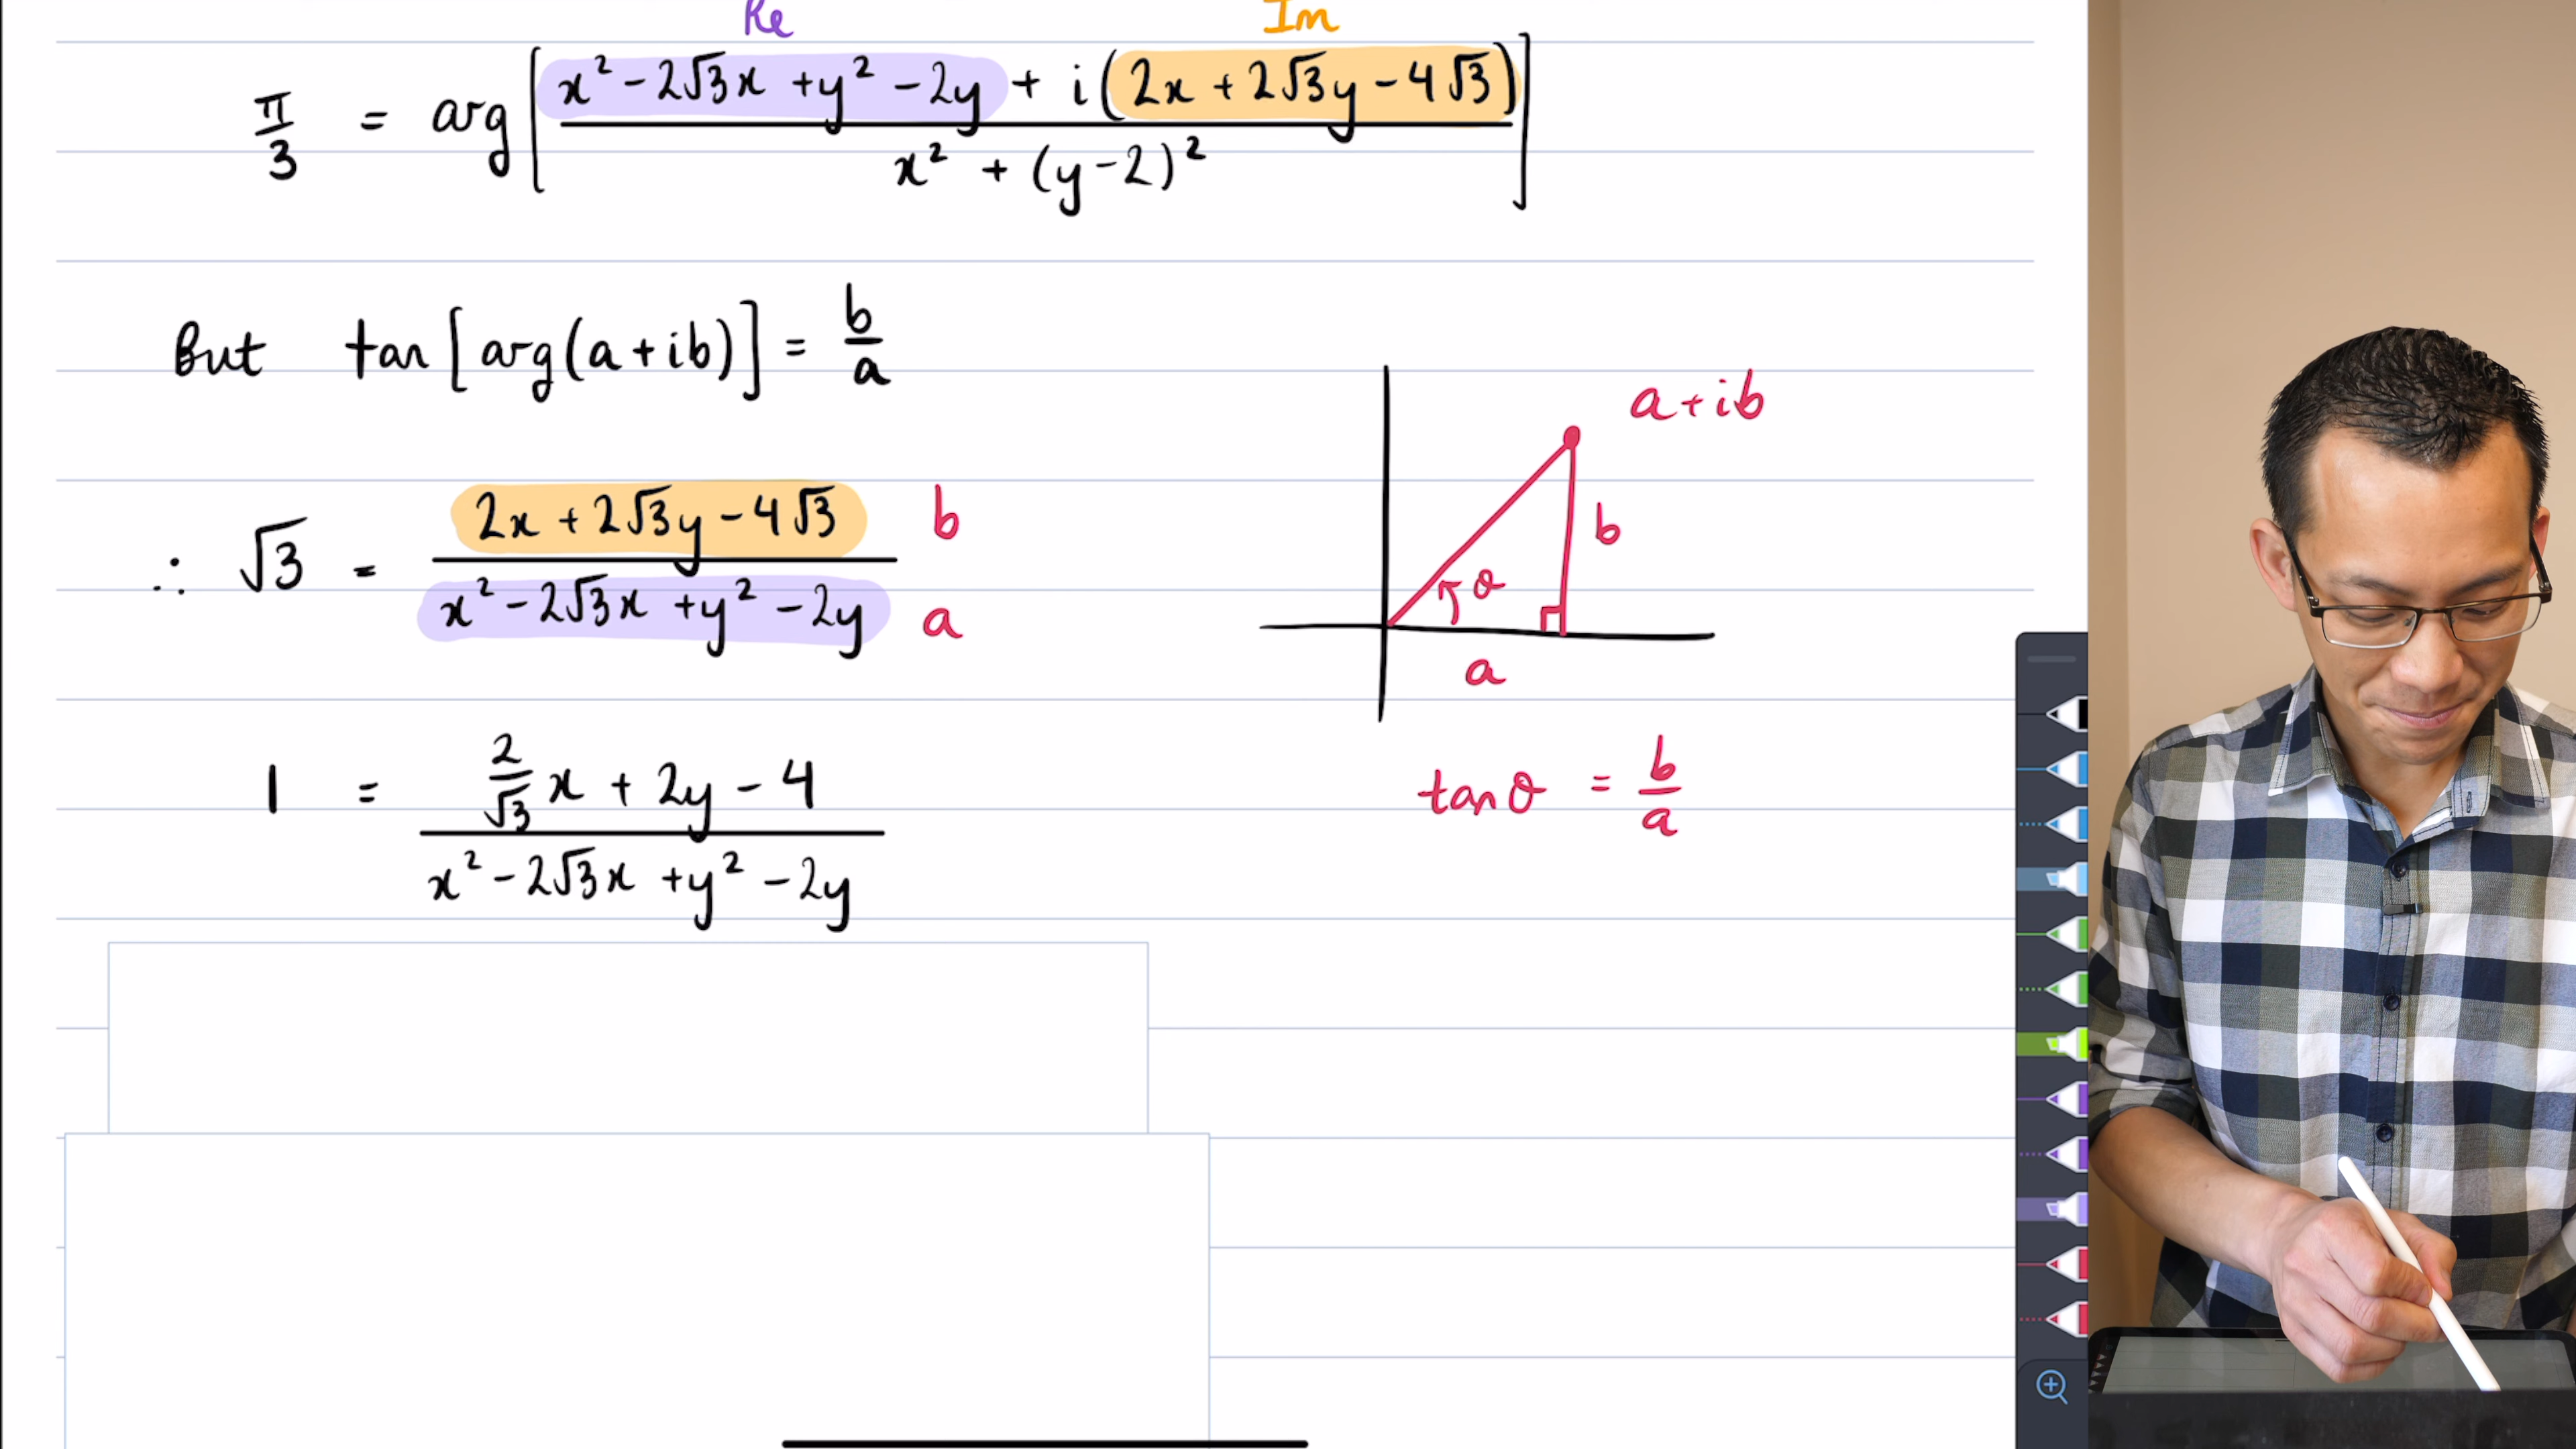 Re Im
π/3 = arg[(x² - 2√3x + y² - 2y + i(2x + 2√3y - 4√3))/(x² + (y-2)²)]
But tan[arg(a+ib)] = b/a
a+ib
∴ √3 = (2x + 2√3y - 4√3)/(x² - 2√3x + y² - 2y) b a
b
θ
a
1 = (2/√3 x + 2y - 4)/(x² - 2√3x + y² - 2y)
tanθ = b/a